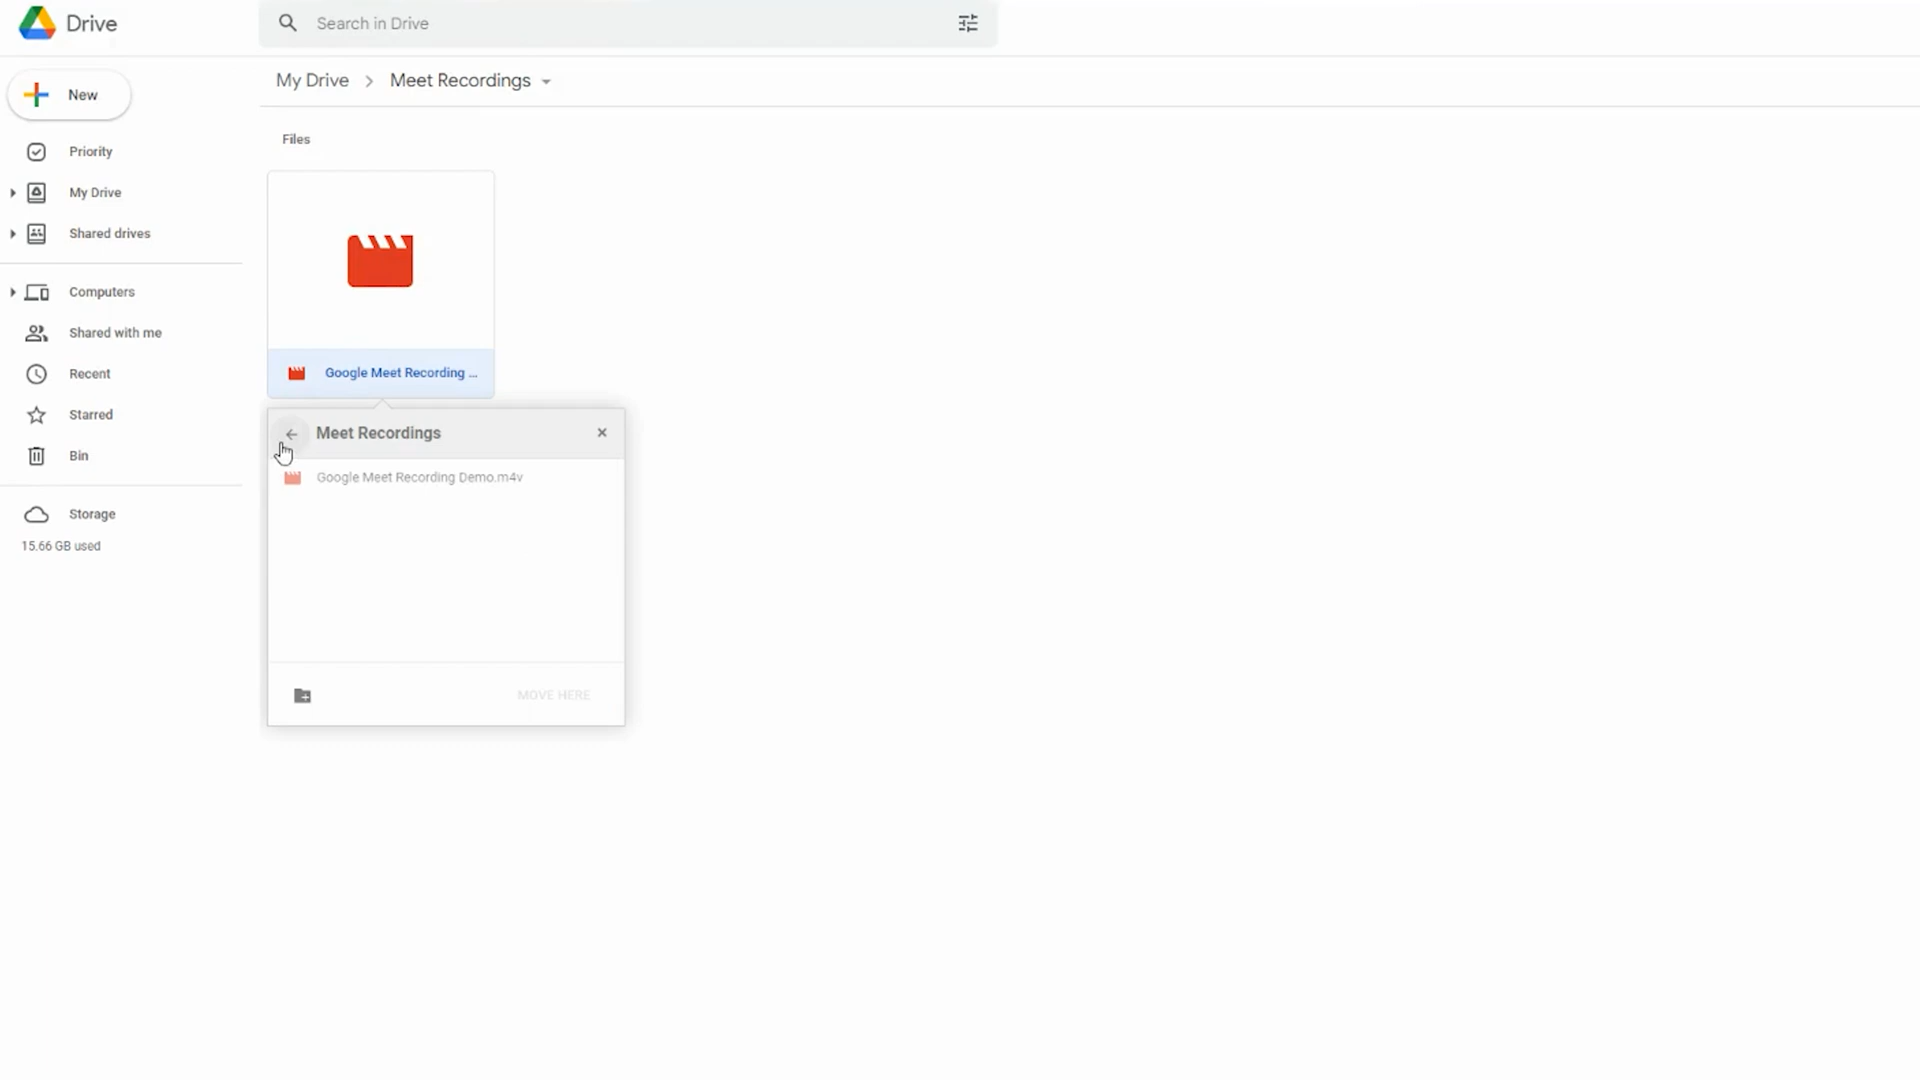 Drive
Search in Drive
New
My Drive
Meet Recordings
Priority
My Drive
Shared drives
Computers
Shared with me
Recent
Starred
Bin
Storage
15.66 GB used
Files
Google Meet Recording ...
Meet Recordings
Google Meet Recording Demo.m4v
MOVE HERE